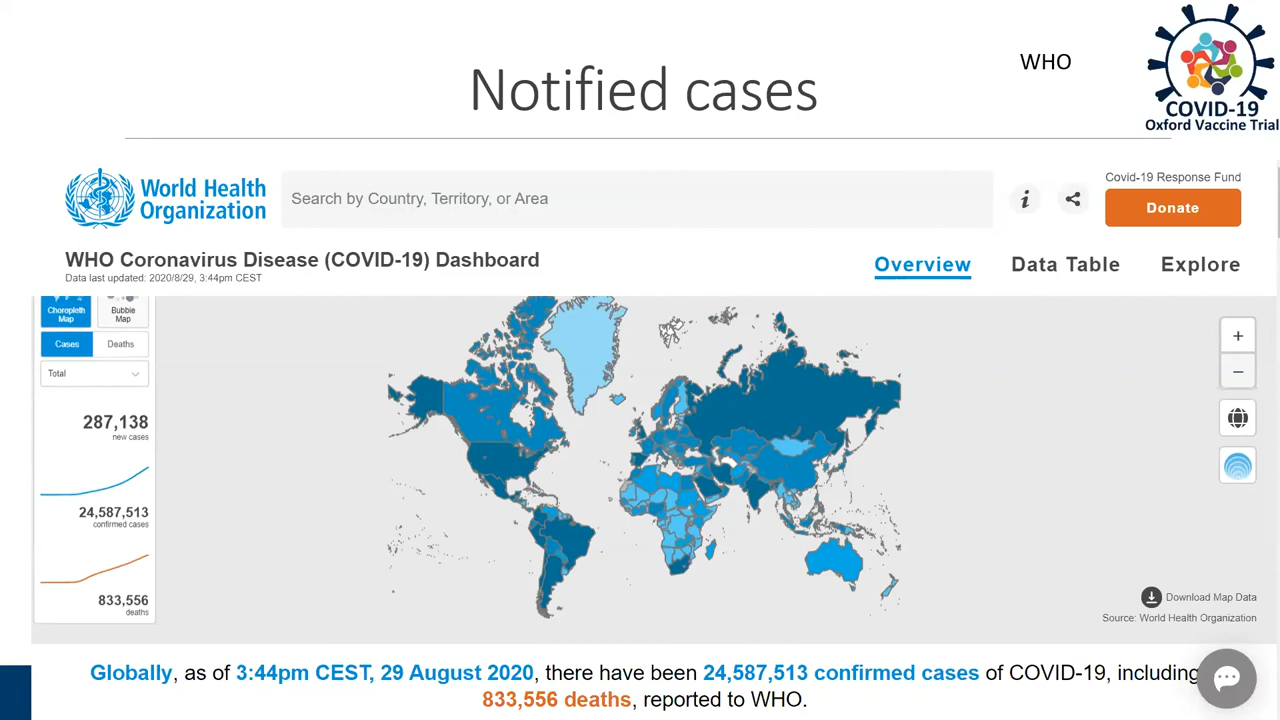 WHO
Notified cases
COVID-19
Oxford Vaccine Trial
World Health
Organization
Search by Country, Territory, or Area
i
Covid-19 Response Fund
Donate
WHO Coronavirus Disease (COVID-19) Dashboard
Data last updated: 2020/8/29, 3:44pm CEST
Overview
Data Table
Explore
Choropleth
Map
Bubble
Map
Cases
Deaths
Total
287,138
new cases
24,587,513
confirmed cases
833,556
deaths
+
−
Download Map Data
Source: World Health Organization
Globally, as of 3:44pm CEST, 29 August 2020, there have been 24,587,513 confirmed cases of COVID-19, including
833,556 deaths, reported to WHO.